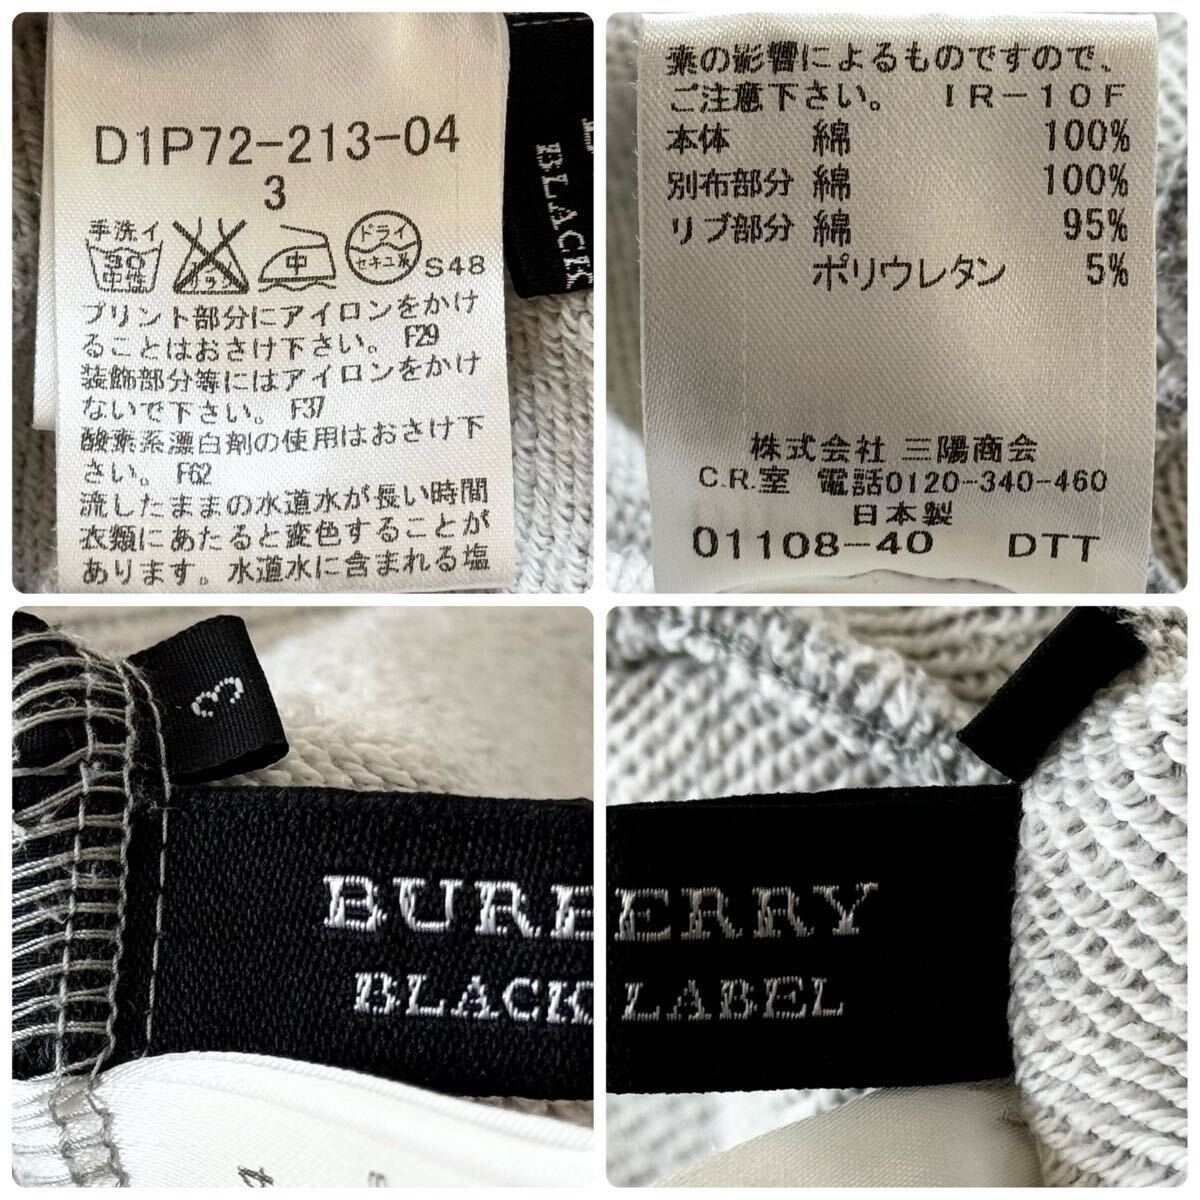 D1P72-213-04
3
手洗イ
30
中性
エンソ
サラシ
中
ドライ
セキユ系
S48
プリント部分にアイロンをかけ
ることはおさけ下さい。 F29
装飾部分等にはアイロンをかけ
ないで下さい。 F37
酸素系漂白剤の使用はおさけ下
さい。 F62
流したままの水道水が長い時間
衣類にあたると変色することが
あります。水道水に含まれる塩
BLACK
素の影響によるものですので、
ご注意下さい。 IR-10F
本体 綿 100%
別布部分 綿 100%
リブ部分 綿 95%
ポリウレタン 5%
株式会社 三陽商会
C.R.室 電話0120-340-460
日本製
01108-40 DTT
3
BURBE
BLACK
ERRY
LABEL